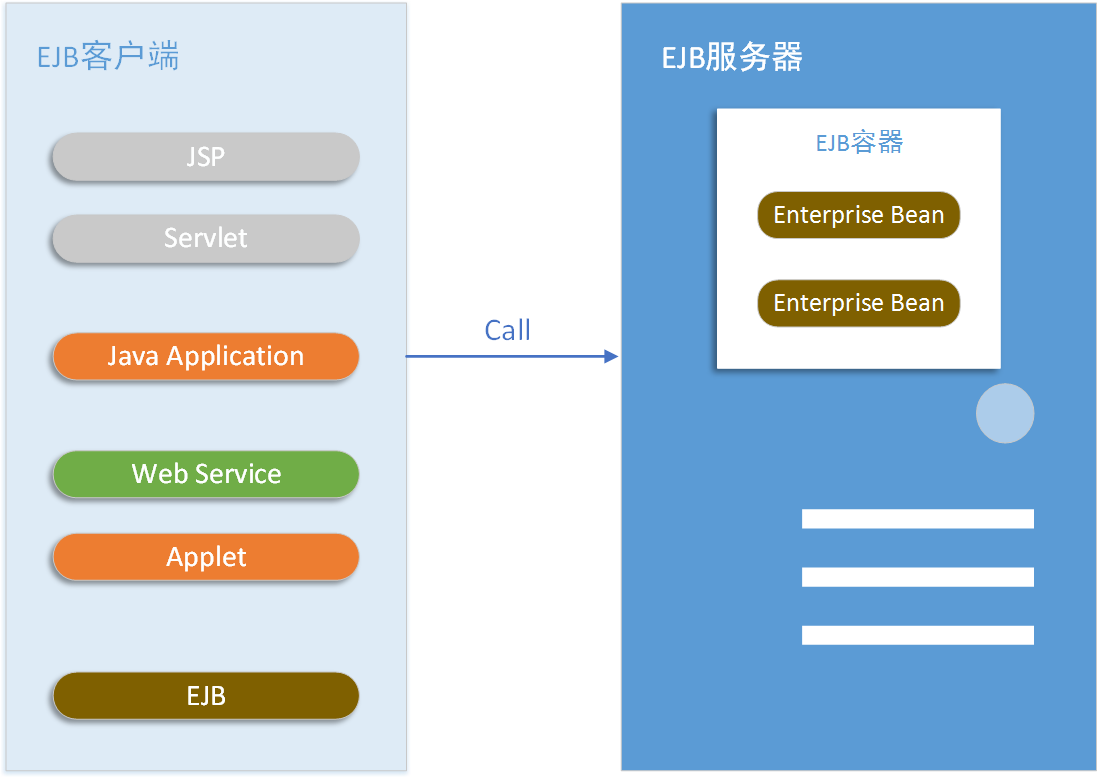 EJB客户端
JSP
Servlet
Java Application
Web Service
Applet
EJB
Call
EJB服务器
EJB容器
Enterprise Bean
Enterprise Bean